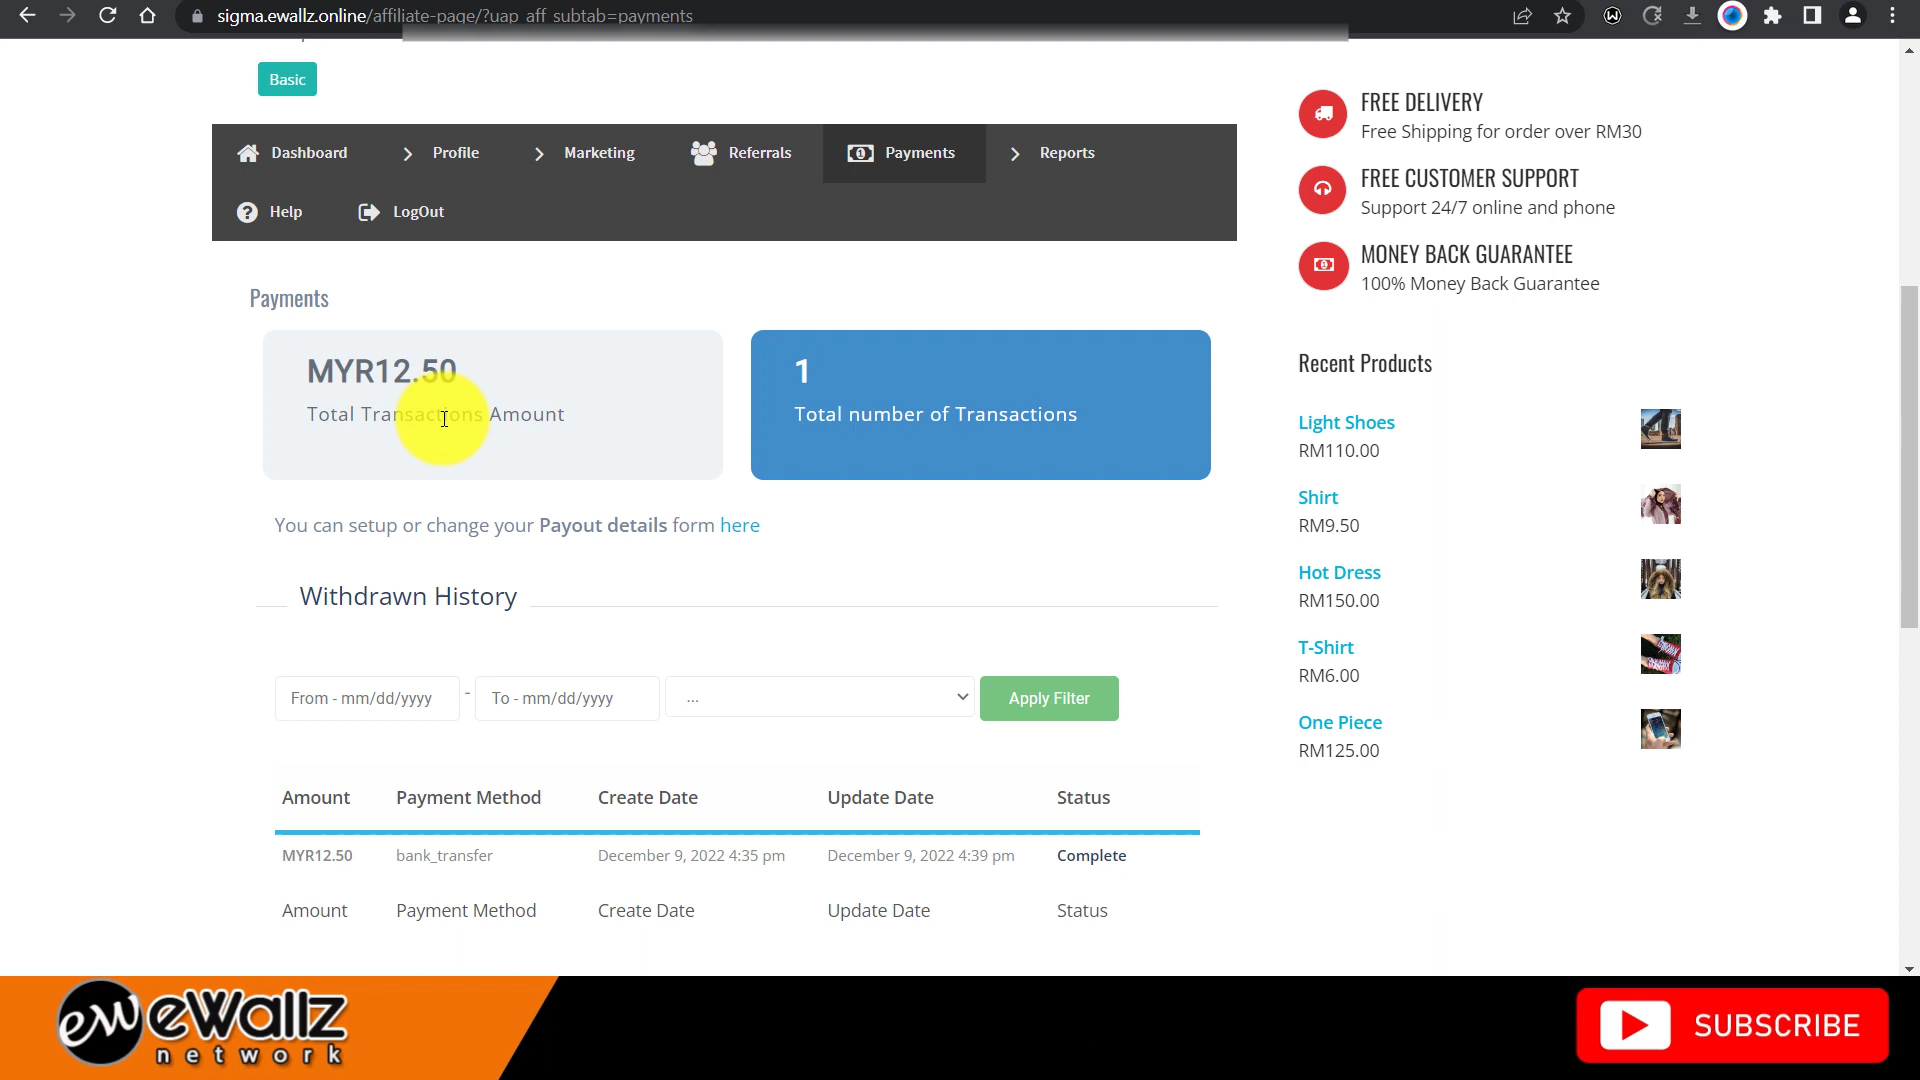 sigma.ewallz.online/affiliate-page/?uap_aff_subtab=payments
Basic
Dashboard
Profile
Marketing
Referrals
Payments
Reports
Help
LogOut
Payments
MYR12.50
Total Transactions Amount
1
Total number of Transactions
You can setup or change your Payout details form here
Withdrawn History
From - mm/dd/yyyy
-
To - mm/dd/yyyy
...
Apply Filter
Amount Payment Method Create Date Update Date Status
MYR12.50 bank_transfer December 9, 2022 4:35 pm December 9, 2022 4:39 pm Complete
Amount Payment Method Create Date Update Date Status
FREE DELIVERY
Free Shipping for order over RM30
FREE CUSTOMER SUPPORT
Support 24/7 online and phone
MONEY BACK GUARANTEE
100% Money Back Guarantee
Recent Products
Light Shoes
RM110.00
Shirt
RM9.50
Hot Dress
RM150.00
T-Shirt
RM6.00
One Piece
RM125.00
ew eWallz
network
SUBSCRIBE